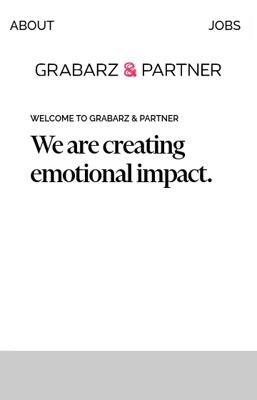 ABOUT JOBS
GRABARZ & PARTNER
WELCOME TO GRABARZ & PARTNER
We are creating
emotional impact.